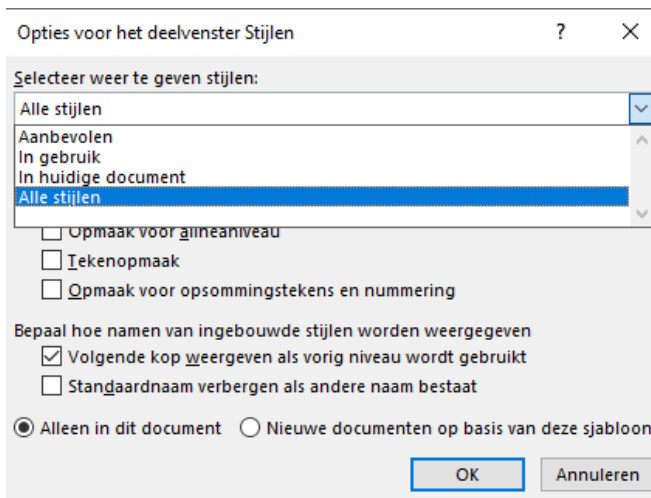 Opties voor het deelvenster Stijlen ? ×
Selecteer weer te geven stijlen:
Alle stijlen
Aanbevolen
In gebruik
In huidige document
Alle stijlen
Opmaak voor alineaniveau
Tekenopmaak
Opmaak voor opsommingstekens en nummering
Bepaal hoe namen van ingebouwde stijlen worden weergegeven
Volgende kop weergeven als vorig niveau wordt gebruikt
Standaardnaam verbergen als andere naam bestaat
Alleen in dit document Nieuwe documenten op basis van deze sjabloon
OK Annuleren